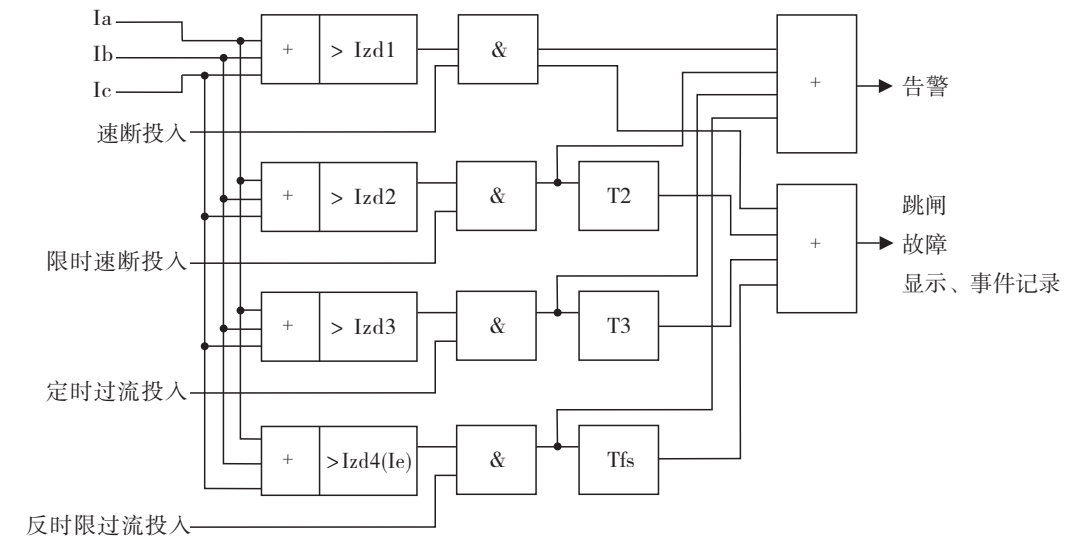 Ia
Ib
Ic
+
> Izd1
&
+
告警
速断投入
+
> Izd2
&
T2
限时速断投入
+
跳闸
故障
显示、事件记录
+
> Izd3
&
T3
定时过流投入
+
>Izd4(Ie)
&
Tfs
反时限过流投入